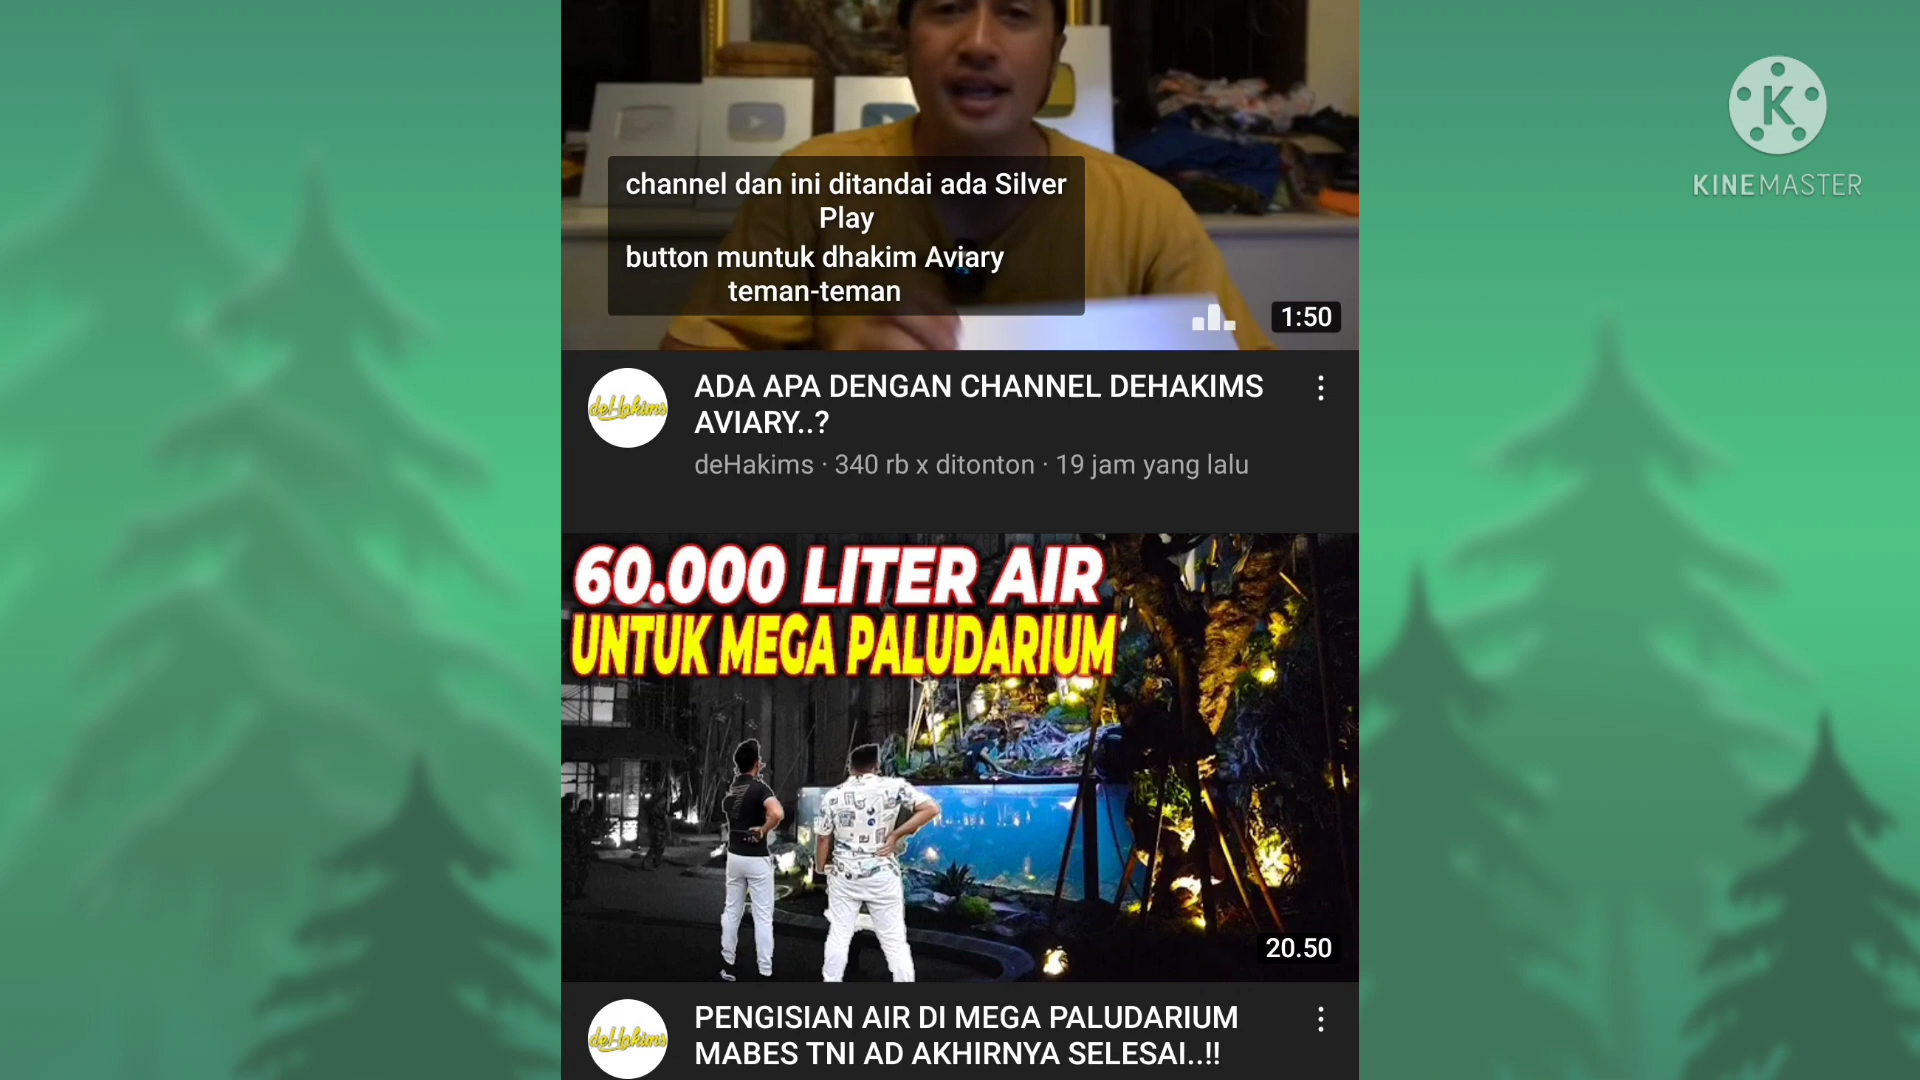 channel dan ini ditandai ada Silver
Play
button muntuk dhakim Aviary
teman-teman
1:50
K
KINEMASTER
deHakims
ADA APA DENGAN CHANNEL DEHAKIMS
AVIARY..?
deHakims · 340 rb x ditonton · 19 jam yang lalu
60.000 LITER AIR
UNTUK MEGA PALUDARIUM
20.50
deHakims
PENGISIAN AIR DI MEGA PALUDARIUM
MABES TNI AD AKHIRNYA SELESAI..!!